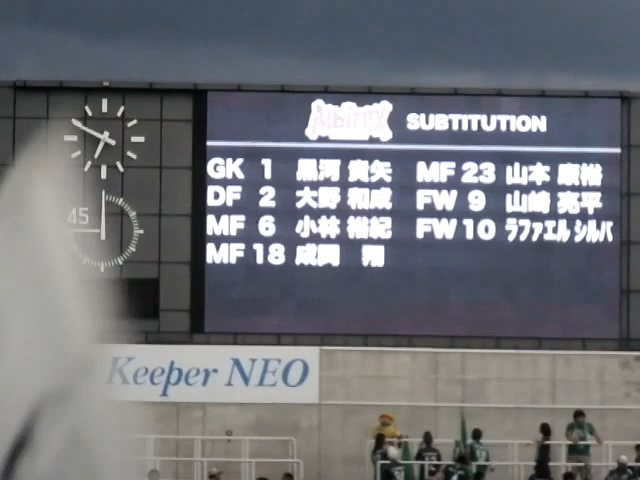 Albirex SUBTITUTION
GK 1 黒河 貴矢
DF 2 大野 和成
MF 6 小林 裕紀
MF 18 成岡 翔
MF 23 山本 康裕
FW 9 山崎 亮平
FW 10 ラファエル シルバ
45
Keeper NEO